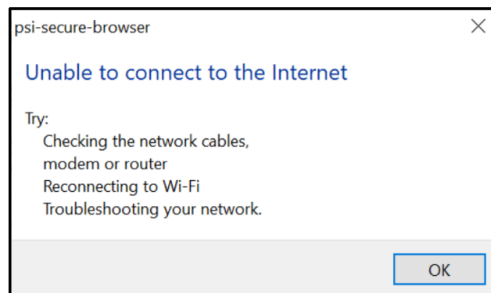 psi-secure-browser
Unable to connect to the Internet
Try:
Checking the network cables,
modem or router
Reconnecting to Wi-Fi
Troubleshooting your network.
OK